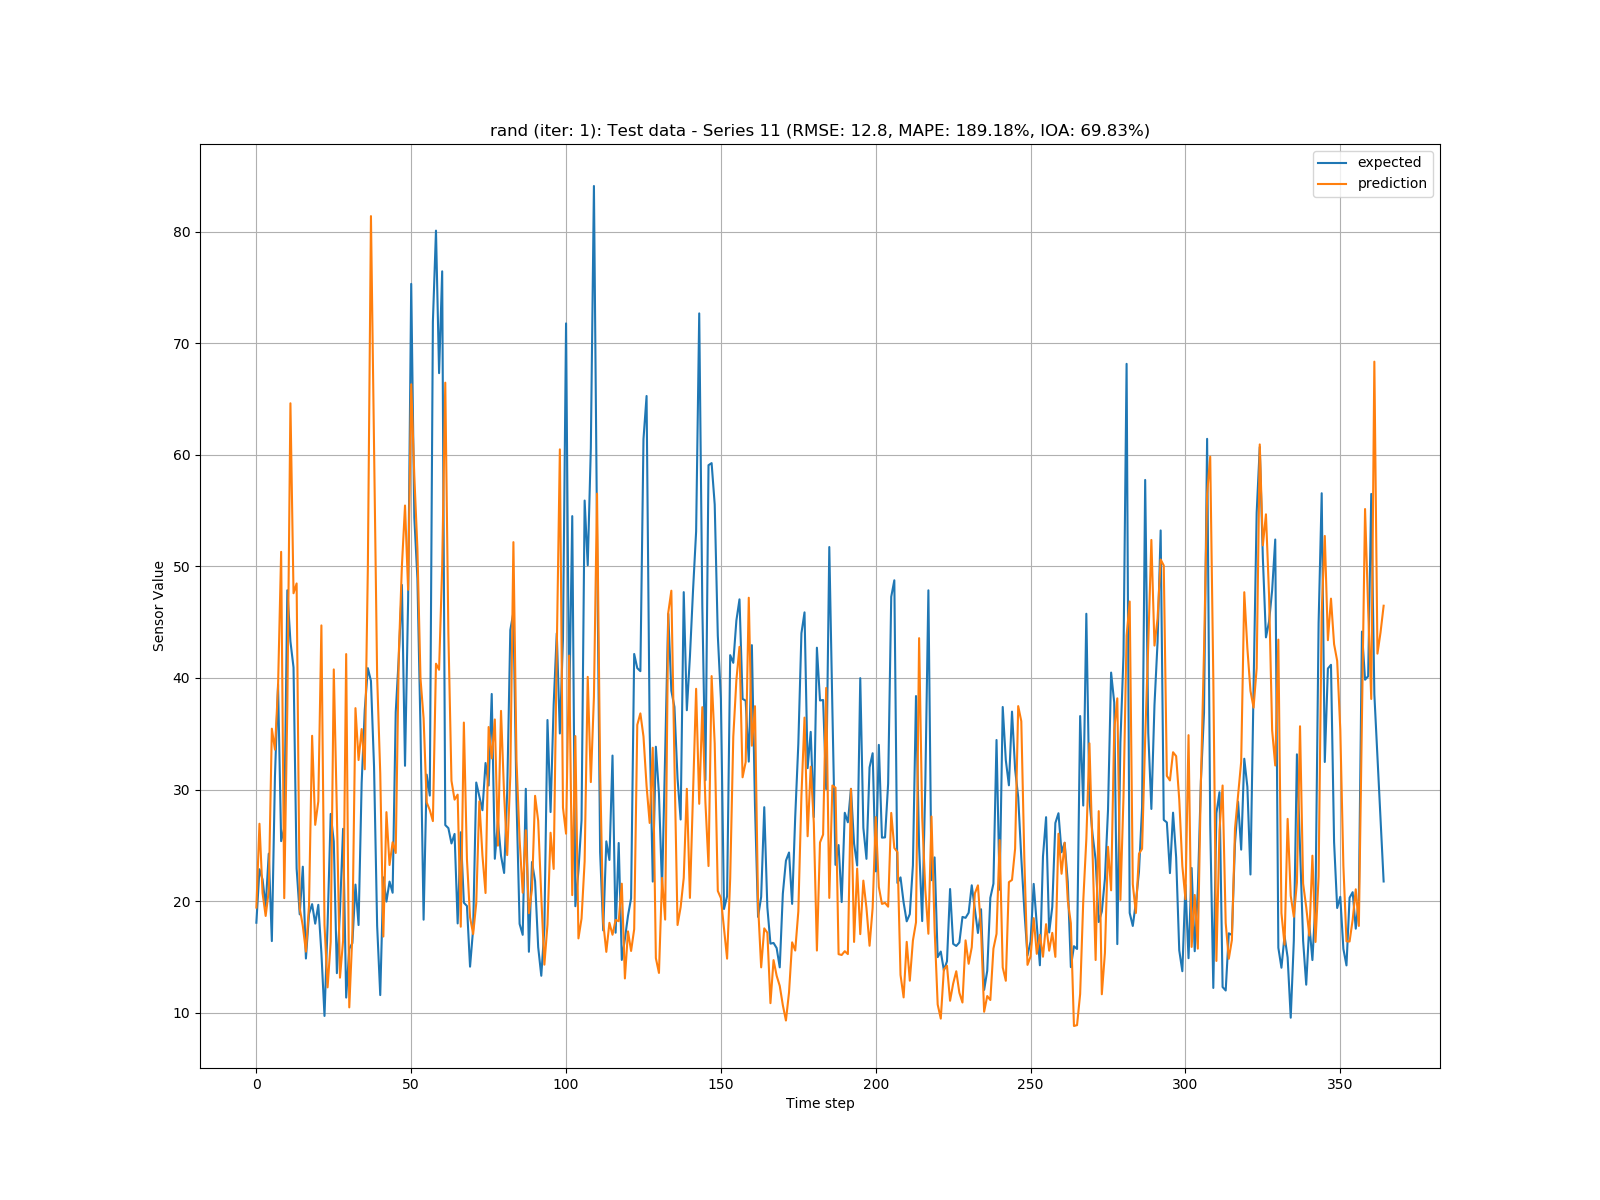 rand (iter: 1): Test data - Series 11 (RMSE: 12.8, MAPE: 189.18%, IOA: 69.83%)
expected
prediction
80
70
60
50
40
30
20
10
Sensor Value
0 50 100 150 200 250 300 350
Time step